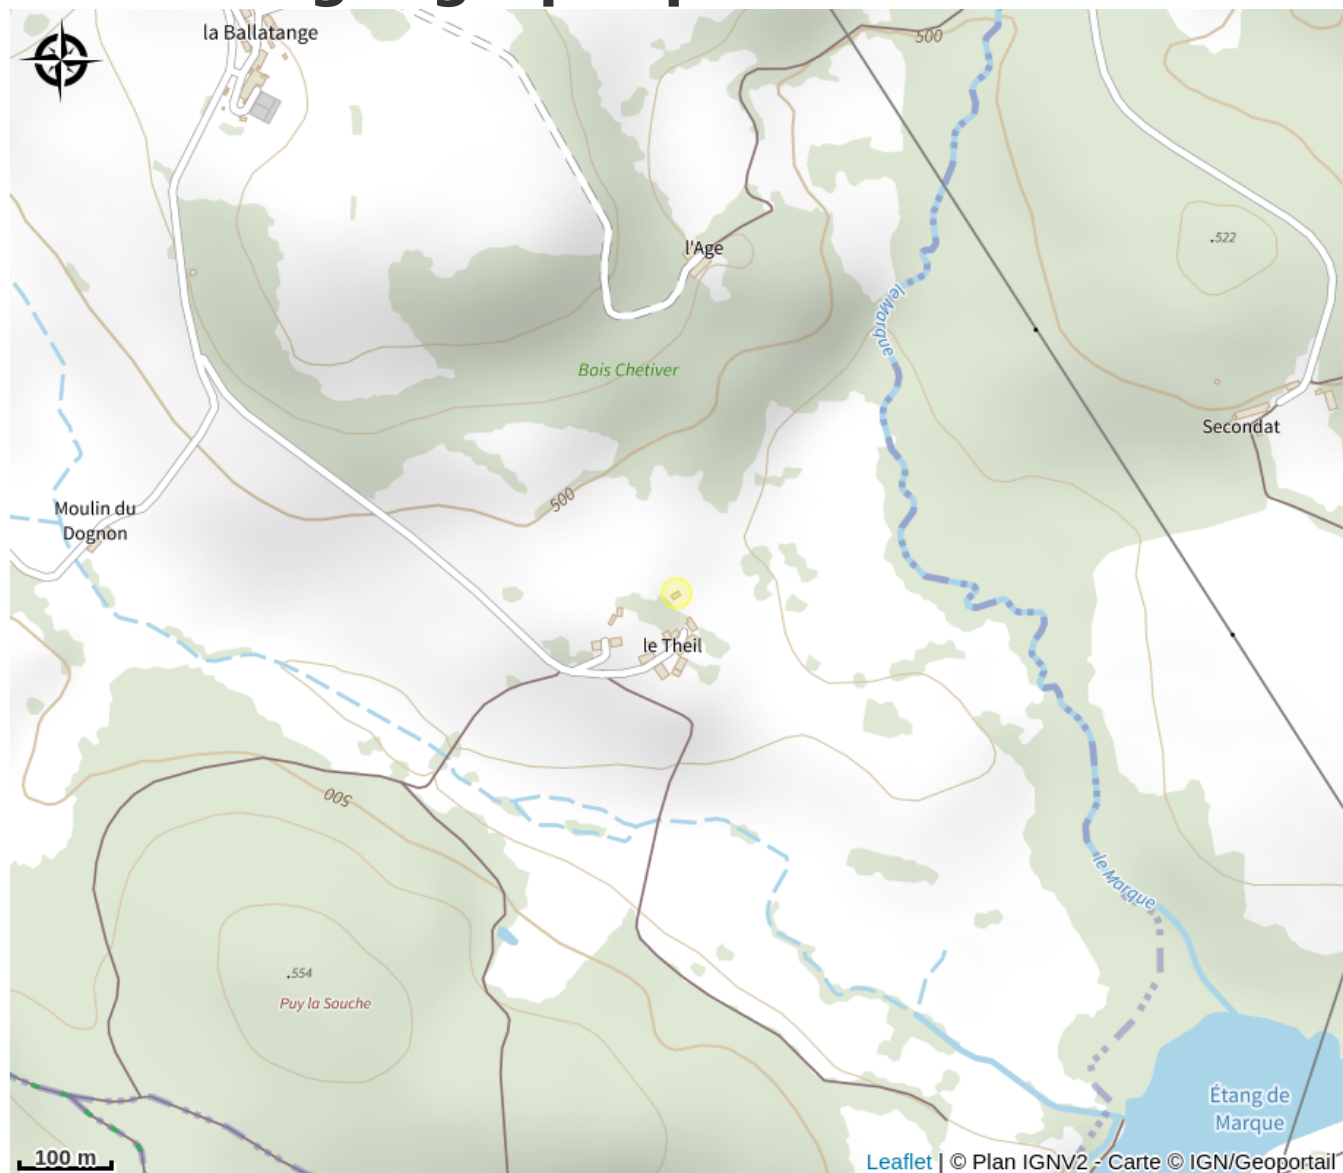 la Ballatange
500
l'Age
.522
le Marque
Bois Chetiver
Secondat
500
Moulin du
Dognon
le Theil
500
le Marque
.554
Puy la Souche
Étang de
Marque
100 m
Leaflet | © Plan IGNV2 - Carte © IGN/Geoportail